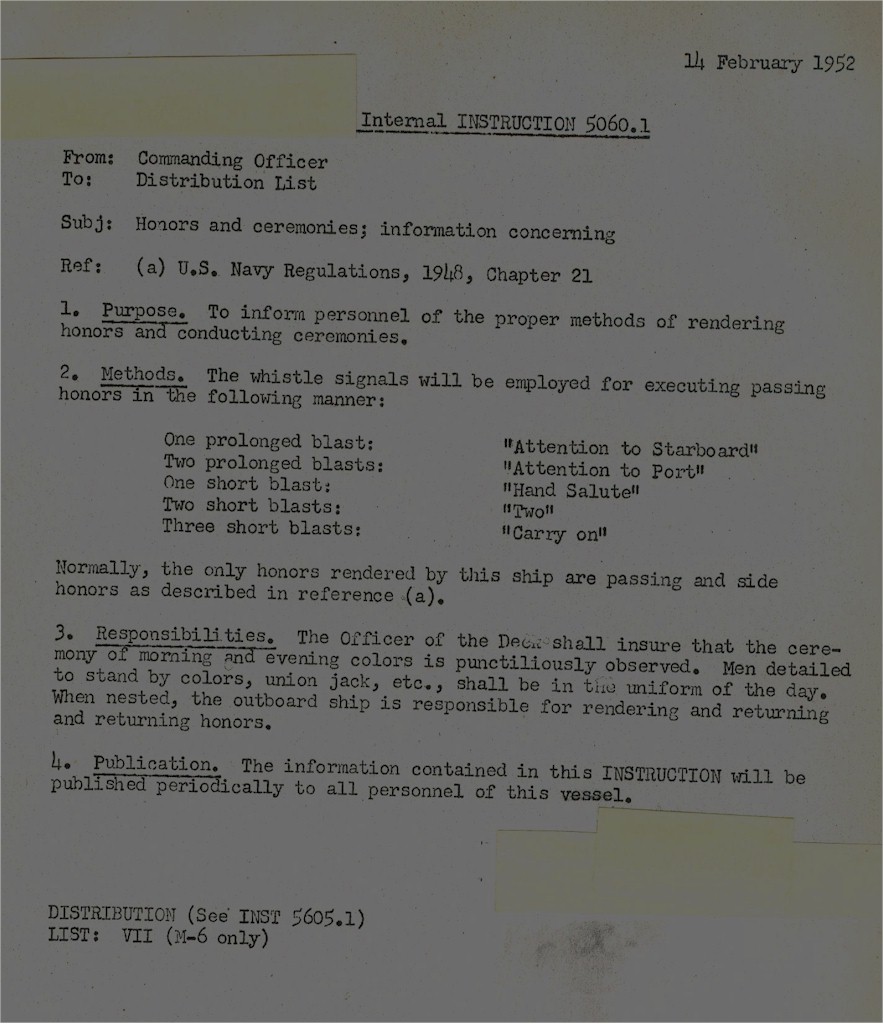 14 February 1952
Internal INSTRUCTION 5060.1
From: Commanding Officer
To: Distribution List
Subj: Honors and ceremonies; information concerning
Ref: (a) U.S. Navy Regulations, 1948, Chapter 21
1. Purpose. To inform personnel of the proper methods of rendering
honors and conducting ceremonies.
2. Methods. The whistle signals will be employed for executing passing
honors in the following manner:
One prolonged blast: "Attention to Starboard"
Two prolonged blasts: "Attention to Port"
One short blast: "Hand Salute"
Two short blasts: "Two"
Three short blasts: "Carry on"
Normally, the only honors rendered by this ship are passing and side
honors as described in reference (a).
3. Responsibilities. The Officer of the Deck shall insure that the cere-
mony of morning and evening colors is punctiliously observed. Men detailed
to stand by colors, union jack, etc., shall be in the uniform of the day.
When nested, the outboard ship is responsible for rendering and returning
and returning honors.
4. Publication. The information contained in this INSTRUCTION will be
published periodically to all personnel of this vessel.
DISTRIBUTION (See INST 5605.1)
LIST: VII (M-6 only)